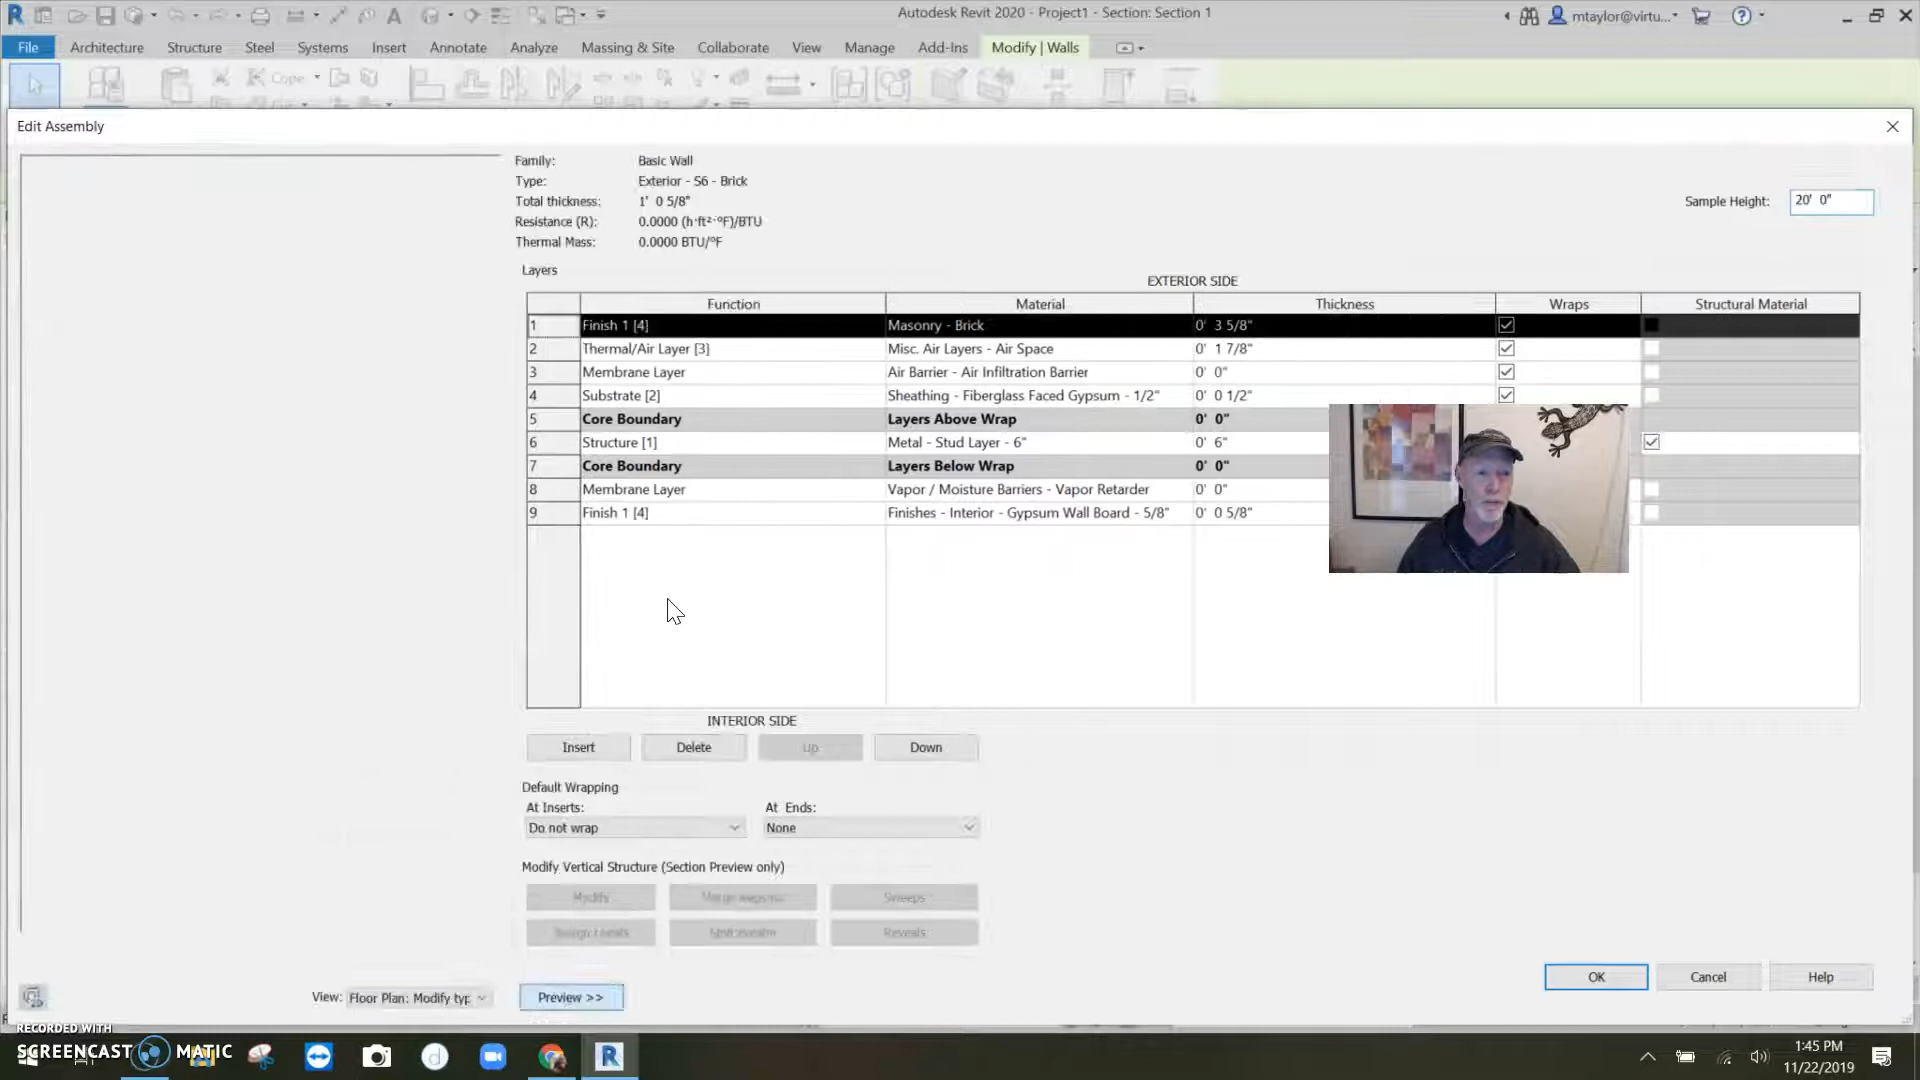 Autodesk Revit 2020 - Project1 - Section: Section 1
mtaylor@virtu...
File Architecture Structure Steel Systems Insert Annotate Analyze Massing & Site Collaborate View Manage Add-Ins Modify | Walls
Cope
Edit Assembly
Family: Basic Wall
Type: Exterior - S6 - Brick
Total thickness: 1' 0 5/8"
Resistance (R): 0.0000 (h·ft²·°F)/BTU
Thermal Mass: 0.0000 BTU/°F
Sample Height: 20' 0"
Layers
EXTERIOR SIDE
Function Material Thickness Wraps Structural Material
1 Finish 1 [4] Masonry - Brick 0' 3 5/8"
2 Thermal/Air Layer [3] Misc. Air Layers - Air Space 0' 1 7/8"
3 Membrane Layer Air Barrier - Air Infiltration Barrier 0' 0"
4 Substrate [2] Sheathing - Fiberglass Faced Gypsum - 1/2" 0' 0 1/2"
5 Core Boundary Layers Above Wrap 0' 0"
6 Structure [1] Metal - Stud Layer - 6" 0' 6"
7 Core Boundary Layers Below Wrap 0' 0"
8 Membrane Layer Vapor / Moisture Barriers - Vapor Retarder 0' 0"
9 Finish 1 [4] Finishes - Interior - Gypsum Wall Board - 5/8" 0' 0 5/8"
INTERIOR SIDE
Insert Delete Up Down
Default Wrapping
At Inserts: At Ends:
Do not wrap None
Modify Vertical Structure (Section Preview only)
Modify Sweeps
Reveals
OK Cancel Help
View: Floor Plan: Modify typ Preview >>
RECORDED WITH
SCREENCAST MATIC
1:45 PM
11/22/2019